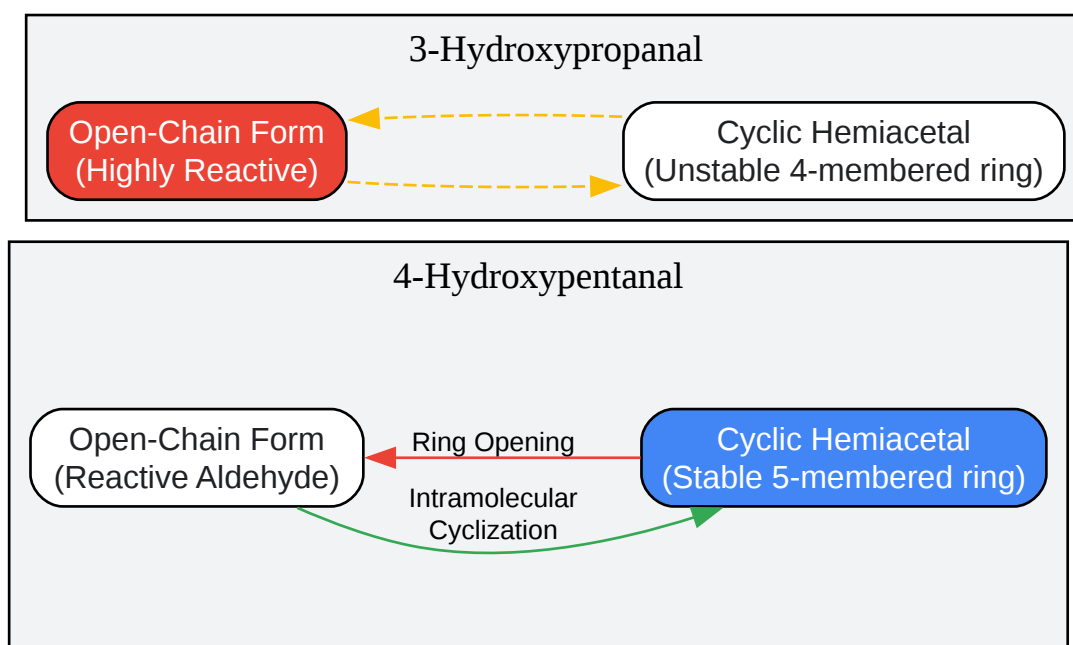 3-Hydroxypropanal
Open-Chain Form
(Highly Reactive)
Cyclic Hemiacetal
(Unstable 4-membered ring)
4-Hydroxypentanal
Open-Chain Form
(Reactive Aldehyde)
Ring Opening
Intramolecular
Cyclization
Cyclic Hemiacetal
(Stable 5-membered ring)